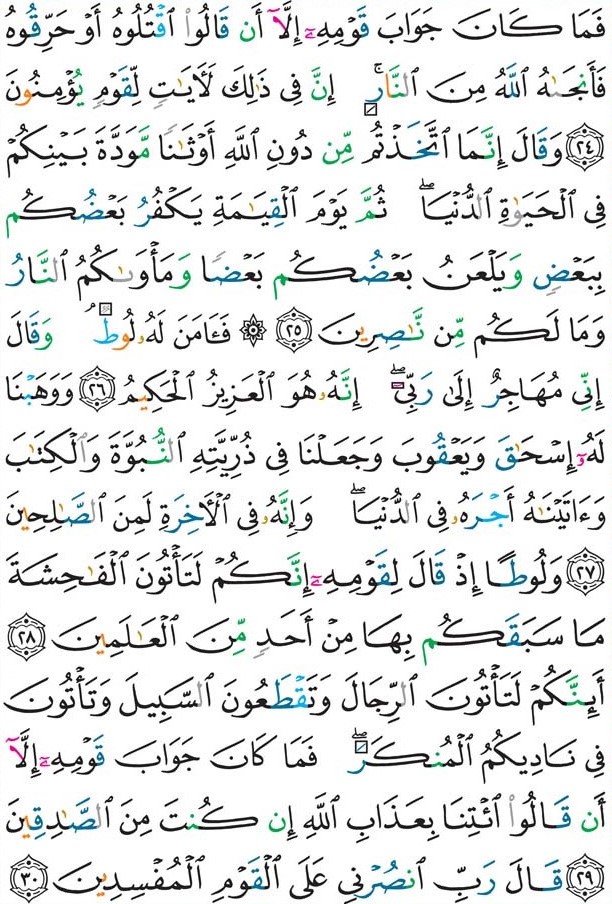 فَمَا كَانَ جَوَابَ قَوْمِهِۦٓ إِلَّآ أَن قَالُوا۟ ٱقْتُلُوهُ أَوْ حَرِّقُوهُ
فَأَنجَىٰهُ ٱللَّهُ مِنَ ٱلنَّارِ ۚ إِنَّ فِى ذَٰلِكَ لَءَايَـٰتٍ لِّقَوْمٍ يُؤْمِنُونَ
٢٤ وَقَالَ إِنَّمَا ٱتَّخَذْتُم مِّن دُونِ ٱللَّهِ أَوْثَـٰنًا مَّوَدَّةَ بَيْنِكُمْ
فِى ٱلْحَيَوٰةِ ٱلدُّنْيَا ۖ ثُمَّ يَوْمَ ٱلْقِيَـٰمَةِ يَكْفُرُ بَعْضُكُم
بِبَعْضٍ وَيَلْعَنُ بَعْضُكُم بَعْضًا وَمَأْوَىٰكُمُ ٱلنَّارُ
وَمَا لَكُم مِّن نَّـٰصِرِينَ ٢٥ ۞ فَـَٔامَنَ لَهُۥ لُوطٌ ۘ وَقَالَ
إِنِّى مُهَاجِرٌ إِلَىٰ رَبِّىٓ ۖ إِنَّهُۥ هُوَ ٱلْعَزِيزُ ٱلْحَكِيمُ ٢٦ وَوَهَبْنَا
لَهُۥٓ إِسْحَـٰقَ وَيَعْقُوبَ وَجَعَلْنَا فِى ذُرِّيَّتِهِ ٱلنُّبُوَّةَ وَٱلْكِتَـٰبَ
وَءَاتَيْنَـٰهُ أَجْرَهُۥ فِى ٱلدُّنْيَا ۖ وَإِنَّهُۥ فِى ٱلْـَٔاخِرَةِ لَمِنَ ٱلصَّـٰلِحِينَ
٢٧ وَلُوطًا إِذْ قَالَ لِقَوْمِهِۦٓ إِنَّكُمْ لَتَأْتُونَ ٱلْفَـٰحِشَةَ
مَا سَبَقَكُم بِهَا مِنْ أَحَدٍ مِّنَ ٱلْعَـٰلَمِينَ ٢٨
أَئِنَّكُمْ لَتَأْتُونَ ٱلرِّجَالَ وَتَقْطَعُونَ ٱلسَّبِيلَ وَتَأْتُونَ
فِى نَادِيكُمُ ٱلْمُنكَرَ ۖ فَمَا كَانَ جَوَابَ قَوْمِهِۦٓ إِلَّآ
أَن قَالُوا۟ ٱئْتِنَا بِعَذَابِ ٱللَّهِ إِن كُنتَ مِنَ ٱلصَّـٰدِقِينَ
٢٩ قَالَ رَبِّ ٱنصُرْنِى عَلَى ٱلْقَوْمِ ٱلْمُفْسِدِينَ ٣٠